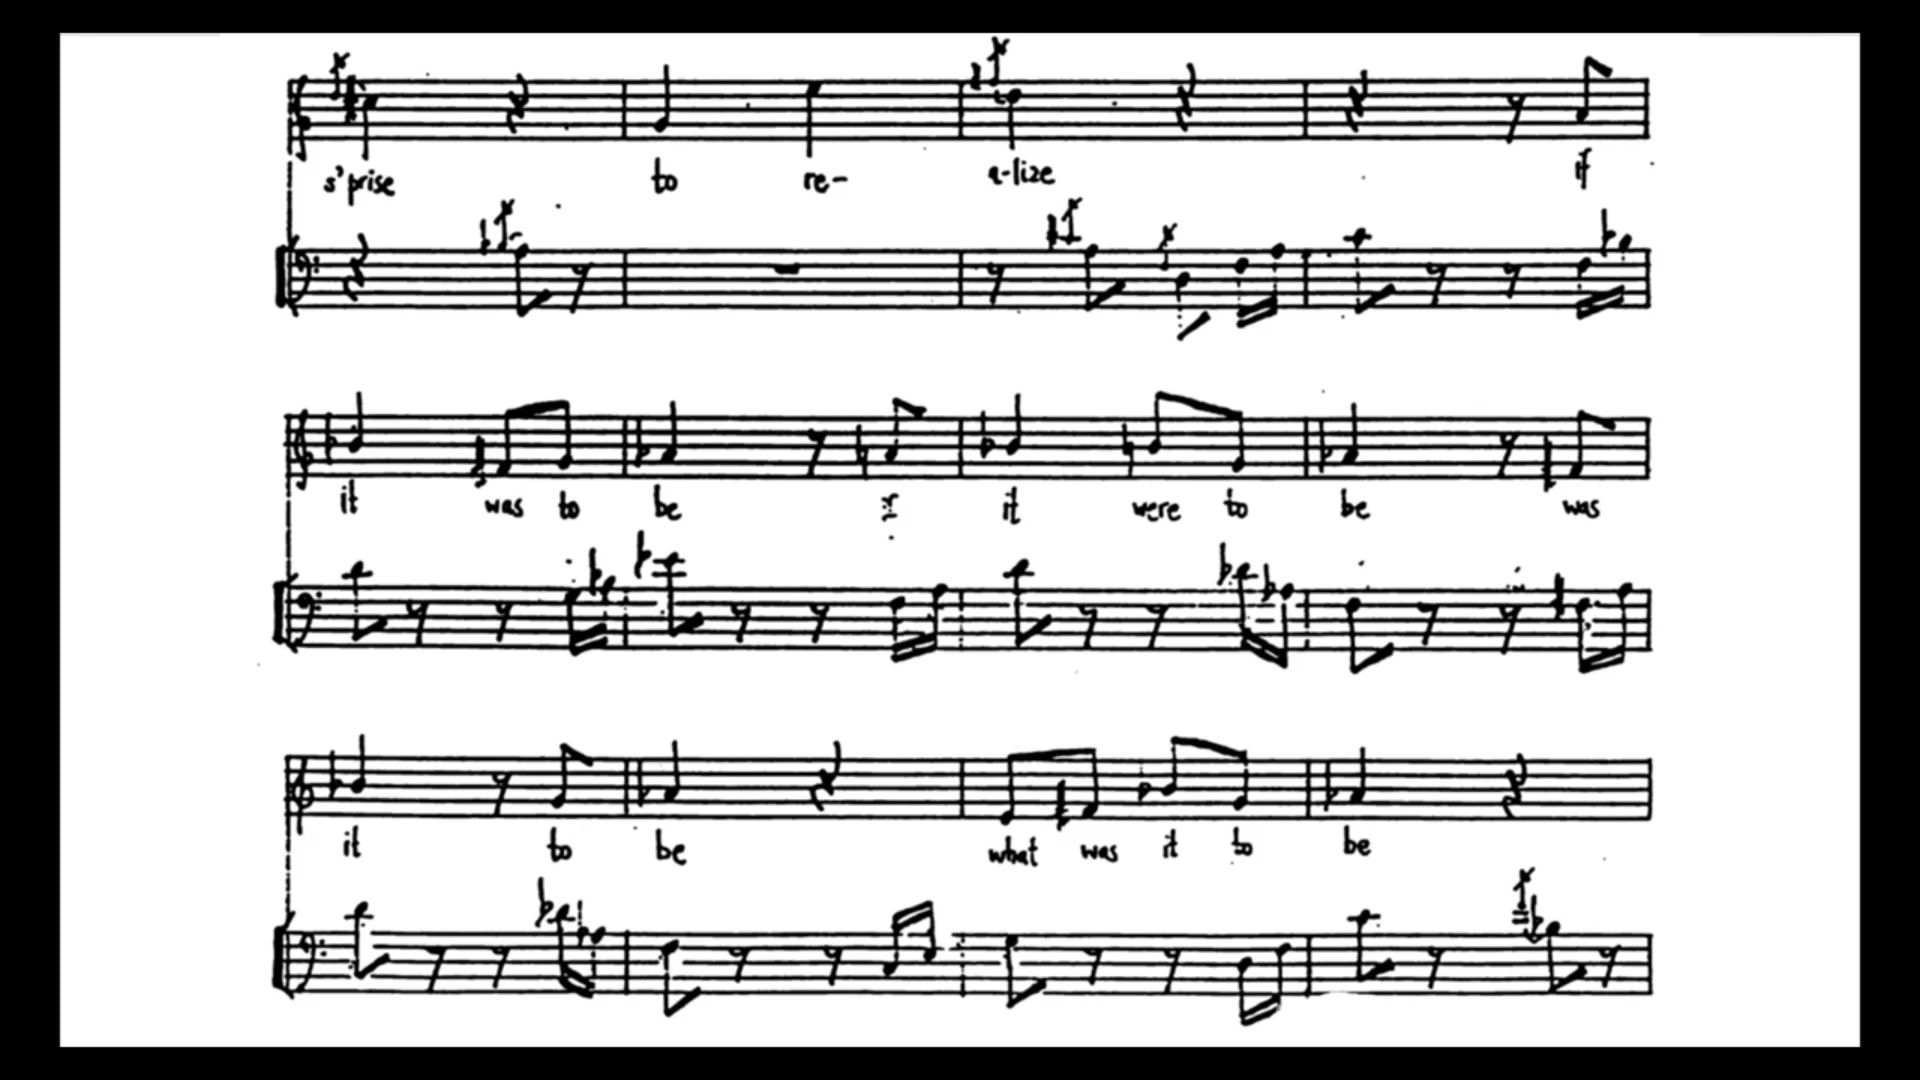 s'prise to re- a-lize if
it was to be it were to be was
it to be what was it to be